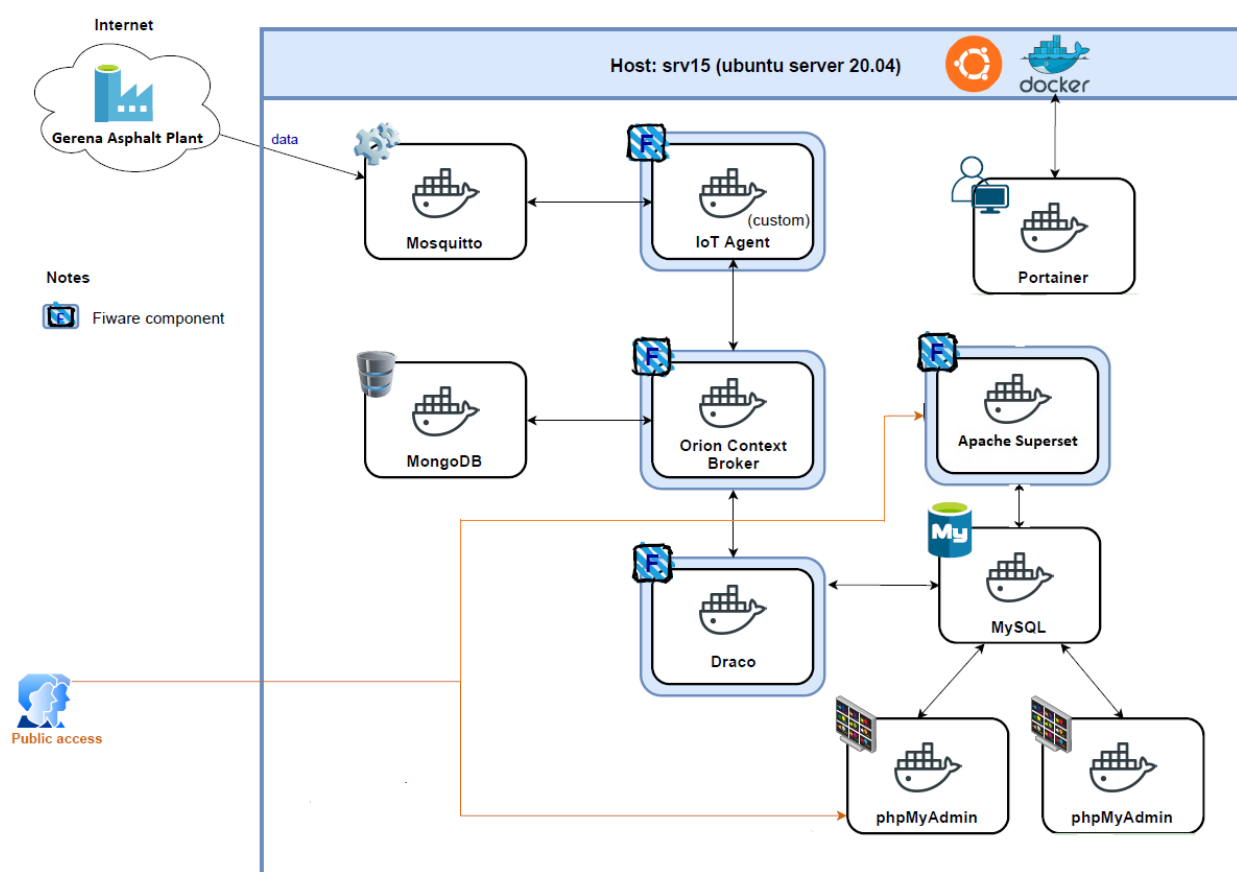 Internet
Host: srv15 (ubuntu server 20.04)
docker
Gerena Asphalt Plant
data
F
(custom)
Mosquitto
IoT Agent
Portainer
Notes
F
Fiware component
F
F
MongoDB
Orion Context
Broker
Apache Superset
My
F
MySQL
Draco
Public access
phpMyAdmin
phpMyAdmin